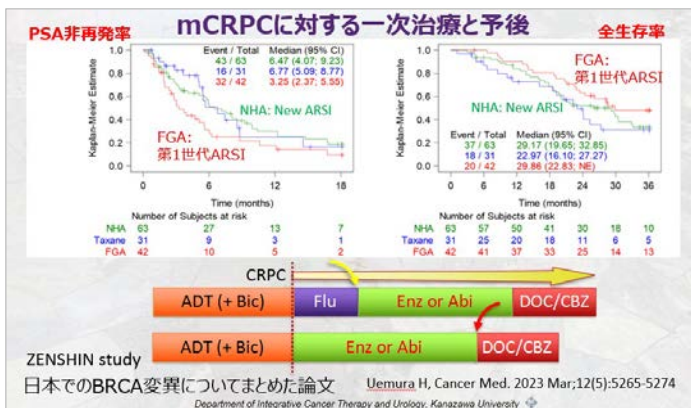 mCRPCに対する一次治療と予後
PSA非再発率
全生存率
Kaplan-Meier Estimate
1.0
0.8
0.6
0.4
0.2
0.0
Event / Total Median (95% CI)
43 / 63 6.47 (4.07; 9.23)
16 / 31 6.77 (5.09; 8.77)
32 / 42 3.25 (2.37; 5.55)
NHA: New ARSI
FGA:
第1世代ARSI
0 6 12 18
Time (months)
Number of Subjects at risk
NHA 63 27 13 7
Taxane 31 9 3 1
FGA 42 10 5 2
Kaplan-Meier Estimate
1.0
0.8
0.6
0.4
0.2
0.0
FGA:
第1世代ARSI
NHA: New ARSI
Event / Total Median (95% CI)
37 / 63 29.17 (19.65; 32.85)
18 / 31 22.97 (16.10; 27.27)
20 / 42 29.86 (22.83; NE)
0 6 12 18 24 30 36
Time (months)
Number of Subjects at risk
NHA 63 57 50 41 30 18 10
Taxane 31 25 20 18 11 6 5
FGA 42 41 37 33 25 14 13
CRPC
ADT (+ Bic) Flu Enz or Abi DOC/CBZ
ADT (+ Bic) Enz or Abi DOC/CBZ
ZENSHIN study
日本でのBRCA変異についてまとめた論文
Uemura H, Cancer Med. 2023 Mar;12(5):5265-5274
Department of Integrative Cancer Therapy and Urology, Kanazawa University